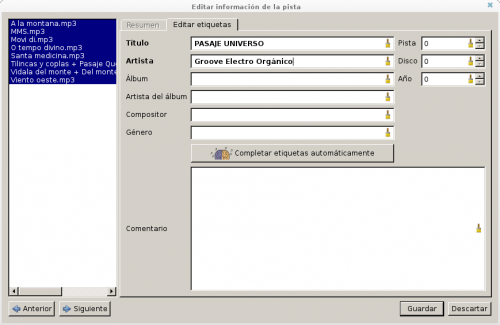 Editar información de la pista
A la montana.mp3
MMS.mp3
Movi di.mp3
O tempo divino.mp3
Santa medicina.mp3
Tilincas y coplas + Pasaje Que
Vidala del monte + Del monte
Viento oeste.mp3
Resumen
Editar etiquetas
Título
PASAJE UNIVERSO
Pista
0
Artista
Groove Electro Orgánico
Disco
0
Álbum
Año
0
Artista del álbum
Compositor
Género
Completar etiquetas automáticamente
Comentario
Anterior
Siguiente
Guardar
Descartar